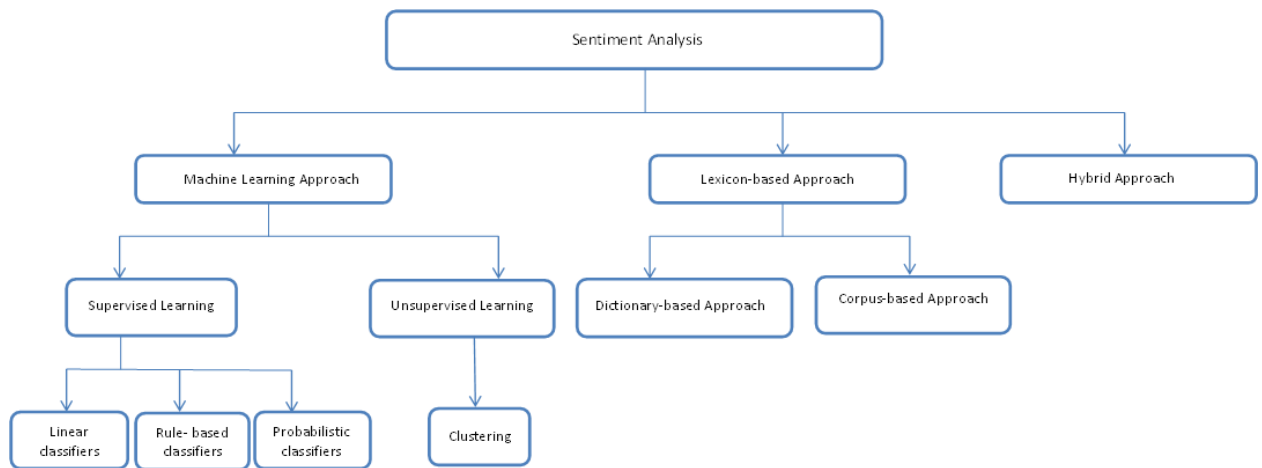 Sentiment Analysis
Machine Learning Approach
Lexicon-based Approach
Hybrid Approach
Supervised Learning
Unsupervised Learning
Dictionary-based Approach
Corpus-based Approach
Linear
classifiers
Rule- based
classifiers
Probabilistic
classifiers
Clustering